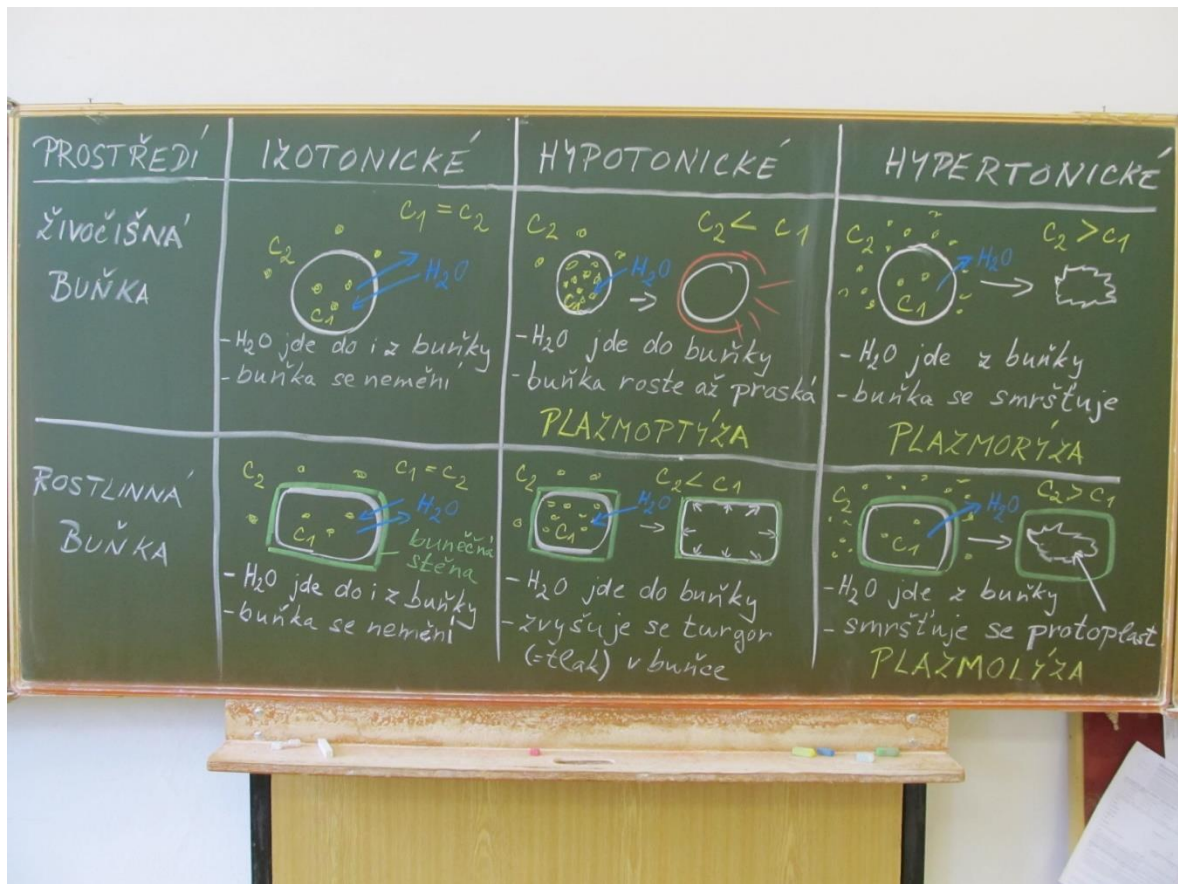 PROSTŘEDÍ
IZOTONICKÉ
HYPOTONICKÉ
HYPERTONICKÉ
ŽIVOČIŠNÁ
BUŇKA
C₁ = C₂
C₂
H₂O
C₁
- H₂O jde do i z buňky
- buňka se nemění
C₂
C₂ < C₁
H₂O
C₁
- H₂O jde do buňky
- buňka roste až praská
PLAZMOPTÝZA
C₂
H₂O
C₂ > C₁
C₁
- H₂O jde z buňky
- buňka se smršťuje
PLAZMORÝZA
ROSTLINNÁ
BUŇKA
C₂
C₁ = C₂
H₂O
C₁
buněčná
stěna
- H₂O jde do i z buňky
- buňka se nemění
C₂
C₂ < C₁
H₂O
C₁
- H₂O jde do buňky
- zvyšuje se turgor
(=tlak) v buňce
C₂
H₂O
C₂ > C₁
C₁
- H₂O jde z buňky
- smršťuje se protoplast
PLAZMOLÝZA